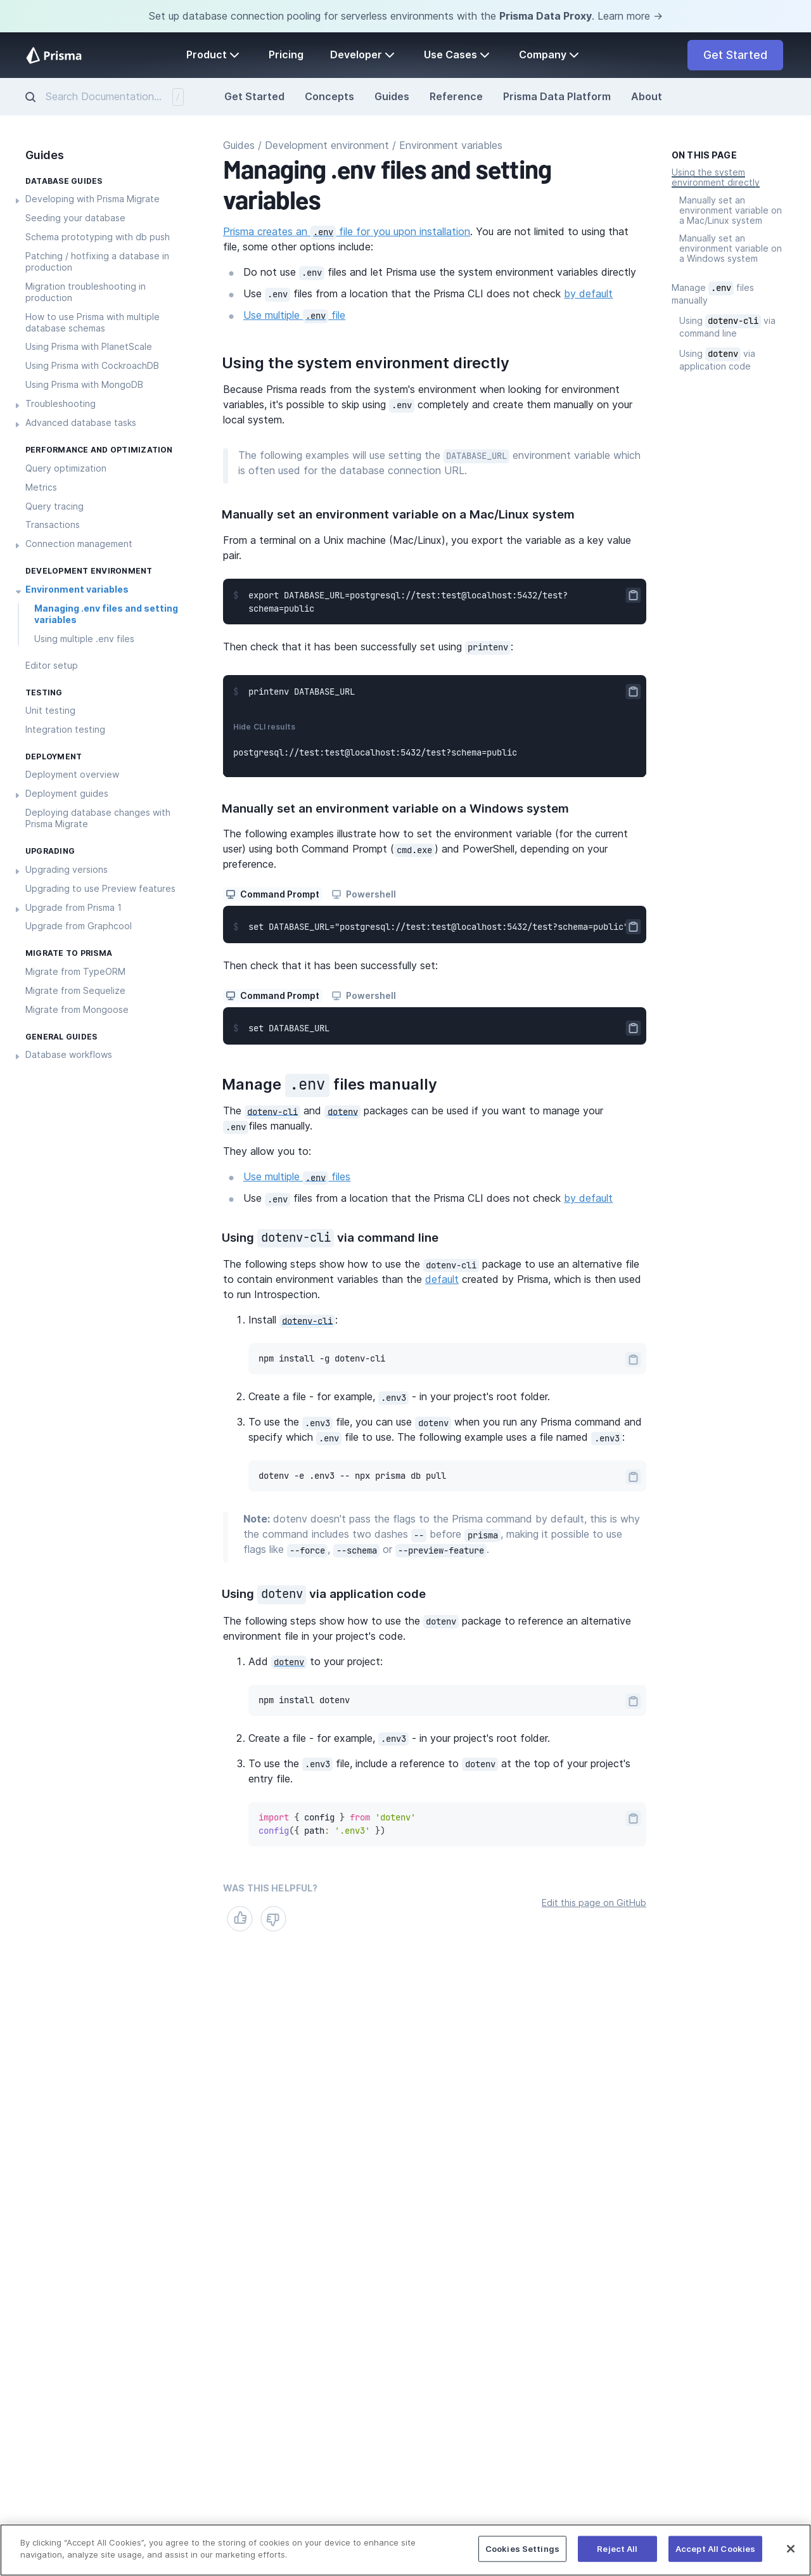 Set up database connection pooling for serverless environments with the Prisma Data Proxy. Learn more →
Prisma
Product
Pricing
Developer
Use Cases
Company
Get Started
Search Documentation...
/
Get Started
Concepts
Guides
Reference
Prisma Data Platform
About
Guides
DATABASE GUIDES
Developing with Prisma Migrate
Seeding your database
Schema prototyping with db push
Patching / hotfixing a database in
production
Migration troubleshooting in
production
How to use Prisma with multiple
database schemas
Using Prisma with PlanetScale
Using Prisma with CockroachDB
Using Prisma with MongoDB
Troubleshooting
Advanced database tasks
PERFORMANCE AND OPTIMIZATION
Query optimization
Metrics
Query tracing
Transactions
Connection management
DEVELOPMENT ENVIRONMENT
Environment variables
Managing .env files and setting
variables
Using multiple .env files
Editor setup
TESTING
Unit testing
Integration testing
DEPLOYMENT
Deployment overview
Deployment guides
Deploying database changes with
Prisma Migrate
UPGRADING
Upgrading versions
Upgrading to use Preview features
Upgrade from Prisma 1
Upgrade from Graphcool
MIGRATE TO PRISMA
Migrate from TypeORM
Migrate from Sequelize
Migrate from Mongoose
GENERAL GUIDES
Database workflows
Guides / Development environment / Environment variables
Managing .env files and setting
variables
Prisma creates an .env file for you upon installation. You are not limited to using that
file, some other options include:
Do not use .env files and let Prisma use the system environment variables directly
Use .env files from a location that the Prisma CLI does not check by default
Use multiple .env file
Using the system environment directly
Because Prisma reads from the system's environment when looking for environment
variables, it's possible to skip using .env completely and create them manually on your
local system.
The following examples will use setting the DATABASE_URL environment variable which
is often used for the database connection URL.
Manually set an environment variable on a Mac/Linux system
From a terminal on a Unix machine (Mac/Linux), you export the variable as a key value
pair.
$ export DATABASE_URL=postgresql://test:test@localhost:5432/test?
schema=public
Then check that it has been successfully set using printenv :
$ printenv DATABASE_URL
Hide CLI results
postgresql://test:test@localhost:5432/test?schema=public
Manually set an environment variable on a Windows system
The following examples illustrate how to set the environment variable (for the current
user) using both Command Prompt ( cmd.exe ) and PowerShell, depending on your
preference.
Command Prompt
Powershell
$ set DATABASE_URL="postgresql://test:test@localhost:5432/test?schema=public"
Then check that it has been successfully set:
Command Prompt
Powershell
$ set DATABASE_URL
Manage .env files manually
The dotenv-cli and dotenv packages can be used if you want to manage your
.env files manually.
They allow you to:
Use multiple .env files
Use .env files from a location that the Prisma CLI does not check by default
Using dotenv-cli via command line
The following steps show how to use the dotenv-cli package to use an alternative file
to contain environment variables than the default created by Prisma, which is then used
to run Introspection.
1. Install dotenv-cli :
npm install -g dotenv-cli
2. Create a file - for example, .env3 - in your project's root folder.
3. To use the .env3 file, you can use dotenv when you run any Prisma command and
specify which .env file to use. The following example uses a file named .env3 :
dotenv -e .env3 -- npx prisma db pull
Note: dotenv doesn't pass the flags to the Prisma command by default, this is why
the command includes two dashes -- before prisma , making it possible to use
flags like --force , --schema or --preview-feature .
Using dotenv via application code
The following steps show how to use the dotenv package to reference an alternative
environment file in your project's code.
1. Add dotenv to your project:
npm install dotenv
2. Create a file - for example, .env3 - in your project's root folder.
3. To use the .env3 file, include a reference to dotenv at the top of your project's
entry file.
import { config } from 'dotenv'
config({ path: '.env3' })
WAS THIS HELPFUL?
Edit this page on GitHub
ON THIS PAGE
Using the system
environment directly
Manually set an
environment variable on
a Mac/Linux system
Manually set an
environment variable on
a Windows system
Manage .env files
manually
Using dotenv-cli via
command line
Using dotenv via
application code
By clicking "Accept All Cookies", you agree to the storing of cookies on your device to enhance site
navigation, analyze site usage, and assist in our marketing efforts.
Cookies Settings
Reject All
Accept All Cookies